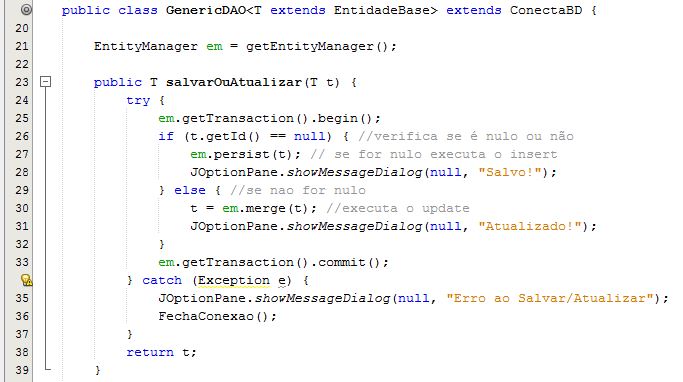 public class GenericDAO<T extends EntidadeBase> extends ConectaBD {
20
21 EntityManager em = getEntityManager();
22
23 public T salvarOuAtualizar(T t) {
24 try {
25 em.getTransaction().begin();
26 if (t.getId() == null) { //verifica se é nulo ou não
27 em.persist(t); // se for nulo executa o insert
28 JOptionPane.showMessageDialog(null, "Salvo!");
29 } else { //se nao for nulo
30 t = em.merge(t); //executa o update
31 JOptionPane.showMessageDialog(null, "Atualizado!");
32 }
33 em.getTransaction().commit();
} catch (Exception e) {
35 JOptionPane.showMessageDialog(null, "Erro ao Salvar/Atualizar");
36 FechaConexao();
37 }
38 return t;
39 }